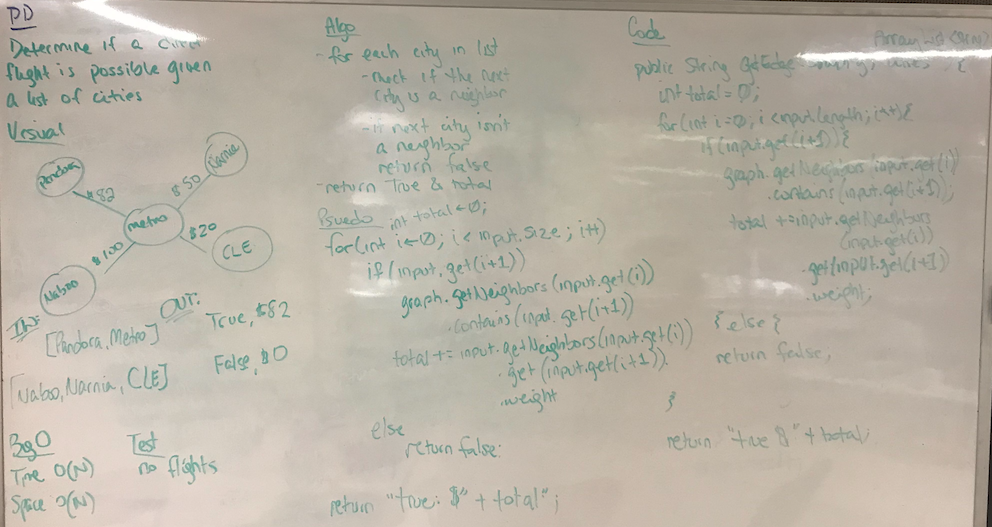 PD
Determine if a
flight is possible given
a list of cities
Visual
Pandora
Narnia
$82
$50
metro
$100
$20
CLE
Naboo
IN:
OUT:
[Pandora, Metro]
True, $82
[Naboo, Narnia, CLE]
False, $0
Big O
Time O(N)
Space O(N)
Test
no flights
Algo
- for each city in list
- check if the next
city is a neighbor
- if next city isn't
a neighbor
return false
- return True & total
Psuedo
int total ← 0;
for(int i ← 0; i < input.size; i++)
if(input.get(i+1))
graph.getNeighbors(input.get(i))
.contains(input.get(i+1))
total += input.getNeighbors(input.get(i))
.get(input.get(i+1)).
.weight
else
return false;
return "true: $" + total";
Code
ArrayList
public String GetEdge {
int total = 0;
for(int i=0; i<input.length; i++){
if(input.get(i+1)){
graph.getNeighbors input.get(i)
.contains(input.get(i+1);
total += input.getNeighbors
(input.get(i))
.get(input.get(i+1)
.weight;
} else {
return false;
}
return "true $" + total;